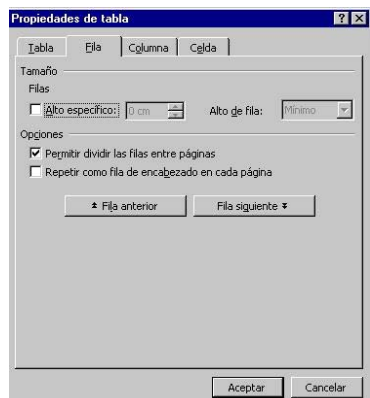 Propiedades de tabla
Tabla Fila Columna Celda
Tamaño
Filas
Alto específico: 0 cm Alto de fila: Mínimo
Opciones
Permitir dividir las filas entre páginas
Repetir como fila de encabezado en cada página
Fila anterior Fila siguiente
Aceptar Cancelar